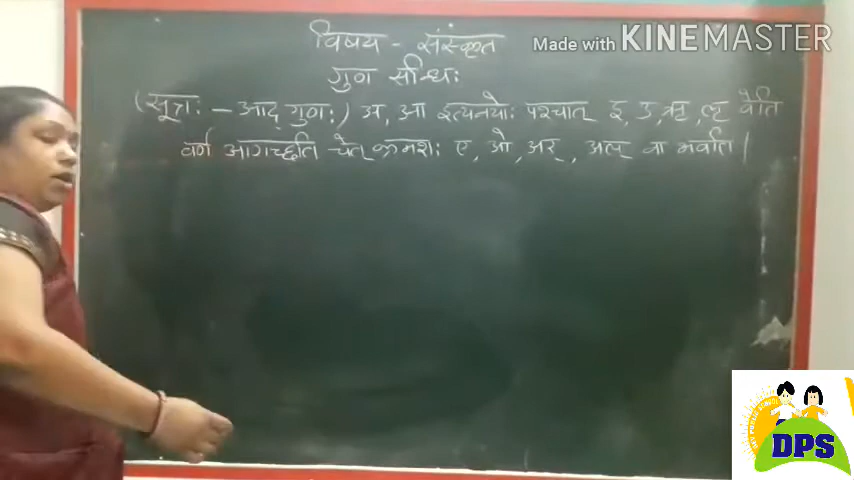 विषय - संस्कृत
Made with KINEMASTER
गुण सन्धिः
(सूत्रः - आद् गुणः) अ, आ इत्यनयोः पश्चात् इ, उ, ऋ, लृ वेति
वर्ण आगच्छति चेत् क्रमशः ए, ओ, अर्, अल् वा भवति।
DPS